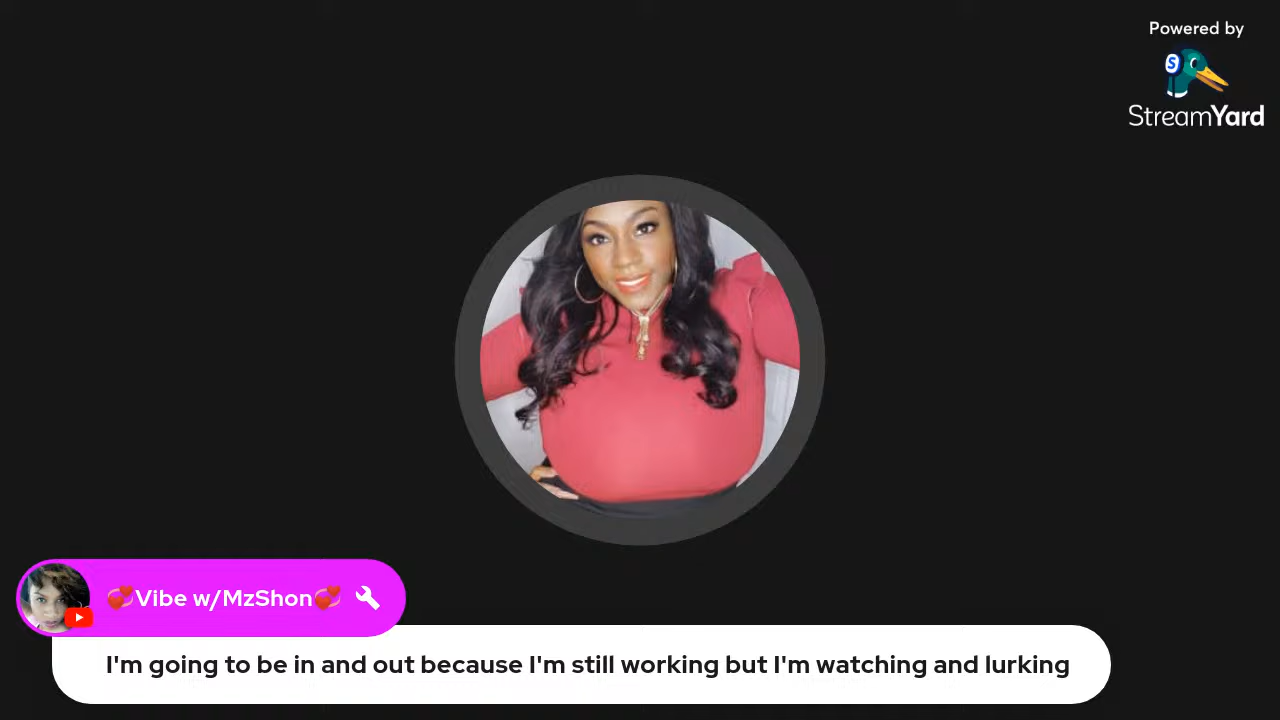 Powered by
S
StreamYard
💞Vibe w/MzShon💞
I'm going to be in and out because I'm still working but I'm watching and lurking